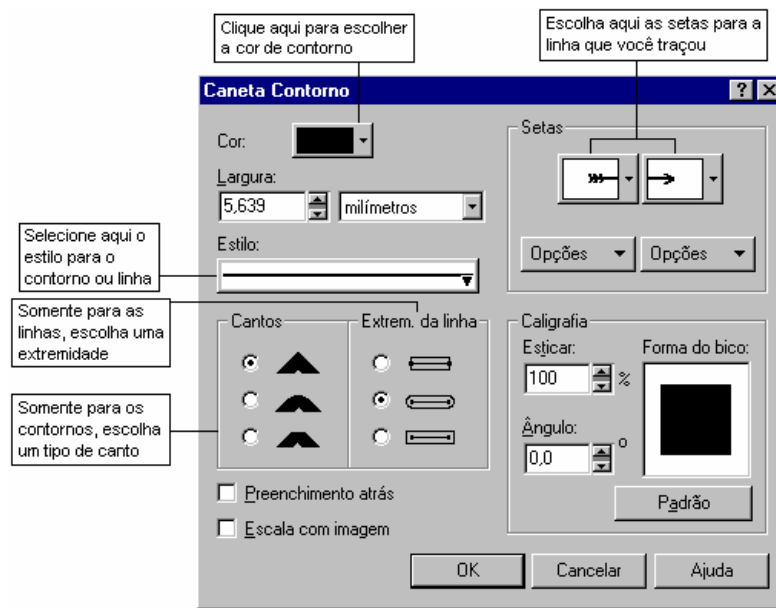 Clique aqui para escolher
a cor de contorno
Escolha aqui as setas para a
linha que você traçou
Caneta Contorno
Cor:
Largura:
5,639
milímetros
Estilo:
Selecione aqui o
estilo para o
contorno ou linha
Somente para as
linhas, escolha uma
extremidade
Somente para os
contornos, escolha
um tipo de canto
Cantos
Extrem. da linha
Preenchimento atrás
Escala com imagem
Setas
Opções
Opções
Caligrafia
Esticar:
100
%
Forma do bico:
Ângulo:
0,0
º
Padrão
OK
Cancelar
Ajuda